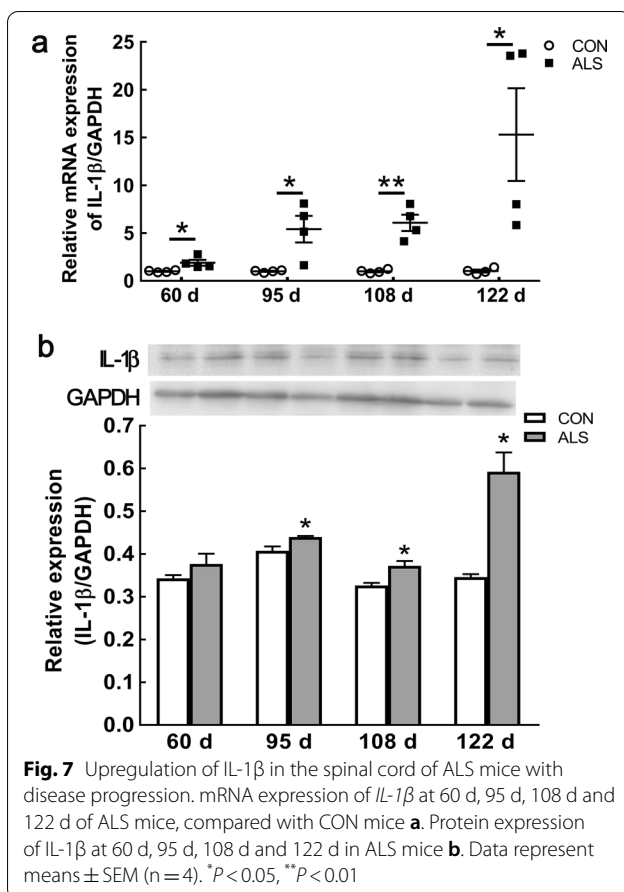 a
25
20
15
10
5
0
Relative mRNA expression
of IL-1β/GAPDH
* * ** *
CON
ALS
60 d 95 d 108 d 122 d
b
IL-1β
GAPDH
CON
ALS
0.7
0.6
0.5
0.4
0.3
0.2
0.1
0.0
Relative expression
(IL-1β/GAPDH)
* * *
60 d 95 d 108 d 122 d
Fig. 7 Upregulation of IL-1β in the spinal cord of ALS mice with
disease progression. mRNA expression of IL-1β at 60 d, 95 d, 108 d and
122 d of ALS mice, compared with CON mice a. Protein expression
of IL-1β at 60 d, 95 d, 108 d and 122 d in ALS mice b. Data represent
means ± SEM (n = 4). *P < 0.05, **P < 0.01